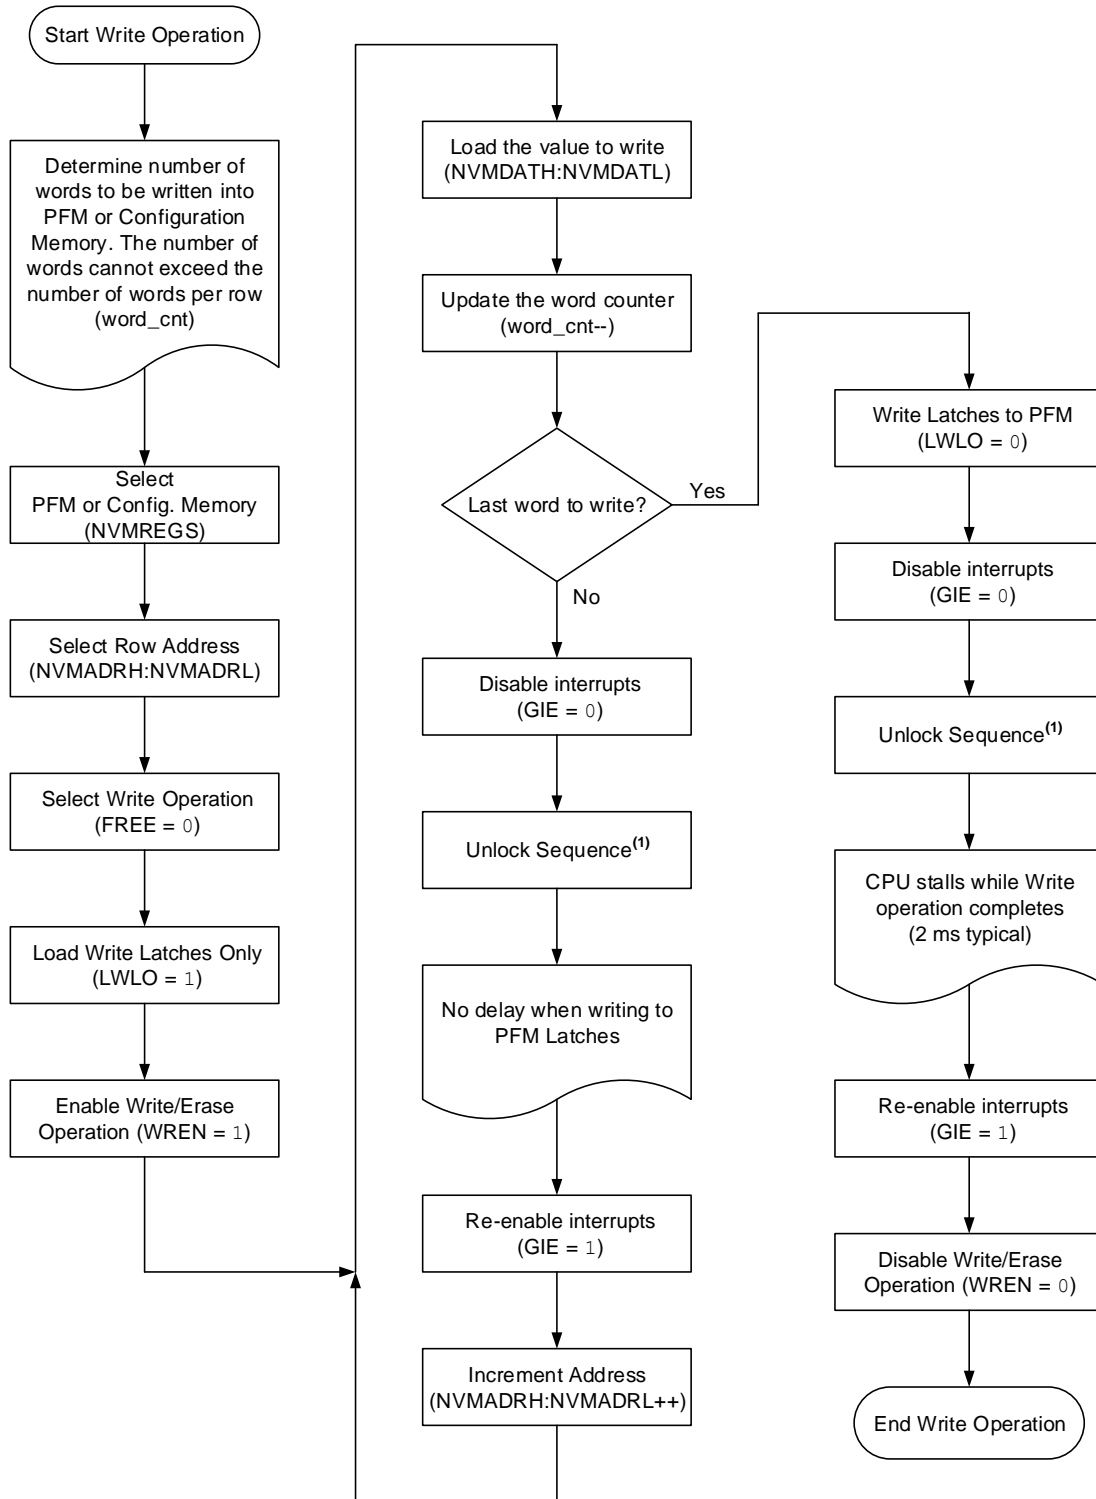 Start Write Operation
Determine number of
words to be written into
PFM or Configuration
Memory. The number of
words cannot exceed the
number of words per row
(word_cnt)
Select
PFM or Config. Memory
(NVMREGS)
Select Row Address
(NVMADRH:NVMADRL)
Select Write Operation
(FREE = 0)
Load Write Latches Only
(LWLO = 1)
Enable Write/Erase
Operation (WREN = 1)
Load the value to write
(NVMDATH:NVMDATL)
Update the word counter
(word_cnt--)
Last word to write?
Yes
No
Disable interrupts
(GIE = 0)
Unlock Sequence(1)
No delay when writing to
PFM Latches
Re-enable interrupts
(GIE = 1)
Increment Address
(NVMADRH:NVMADRL++)
Write Latches to PFM
(LWLO = 0)
Disable interrupts
(GIE = 0)
Unlock Sequence(1)
CPU stalls while Write
operation completes
(2 ms typical)
Re-enable interrupts
(GIE = 1)
Disable Write/Erase
Operation (WREN = 0)
End Write Operation